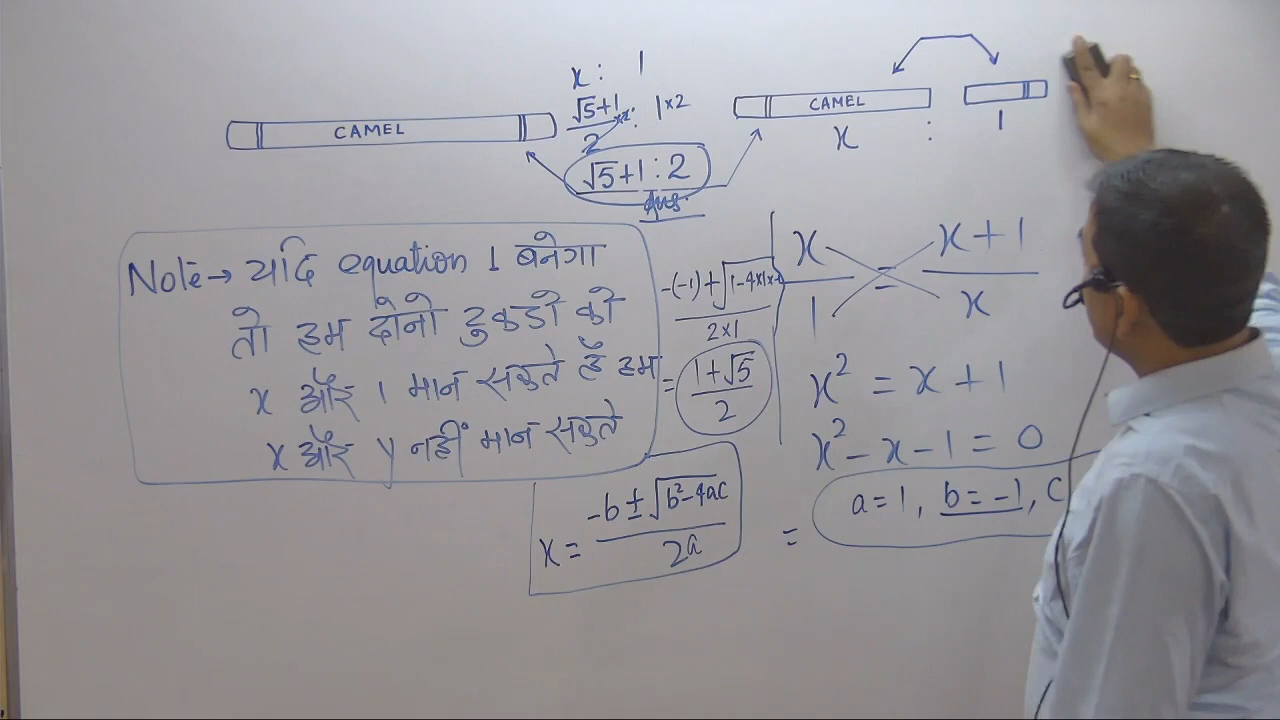 x : 1
CAMEL
√5+1/2 ×2 : 1×2
√5+1 : 2
Ans.
CAMEL
x : 1
Note→ यदि equation 1 बनेगा
तो हम दोनो टुकडो को
x और 1 मान सकते हैं हम
x और y नहीं मान सकते
-(-1)+√1-4×1×-1/2×1
= 1+√5/2
x = -b±√b²-4ac/2a
x/1 = x+1/x
x² = x+1
x²-x-1=0
= a=1, b=-1, c